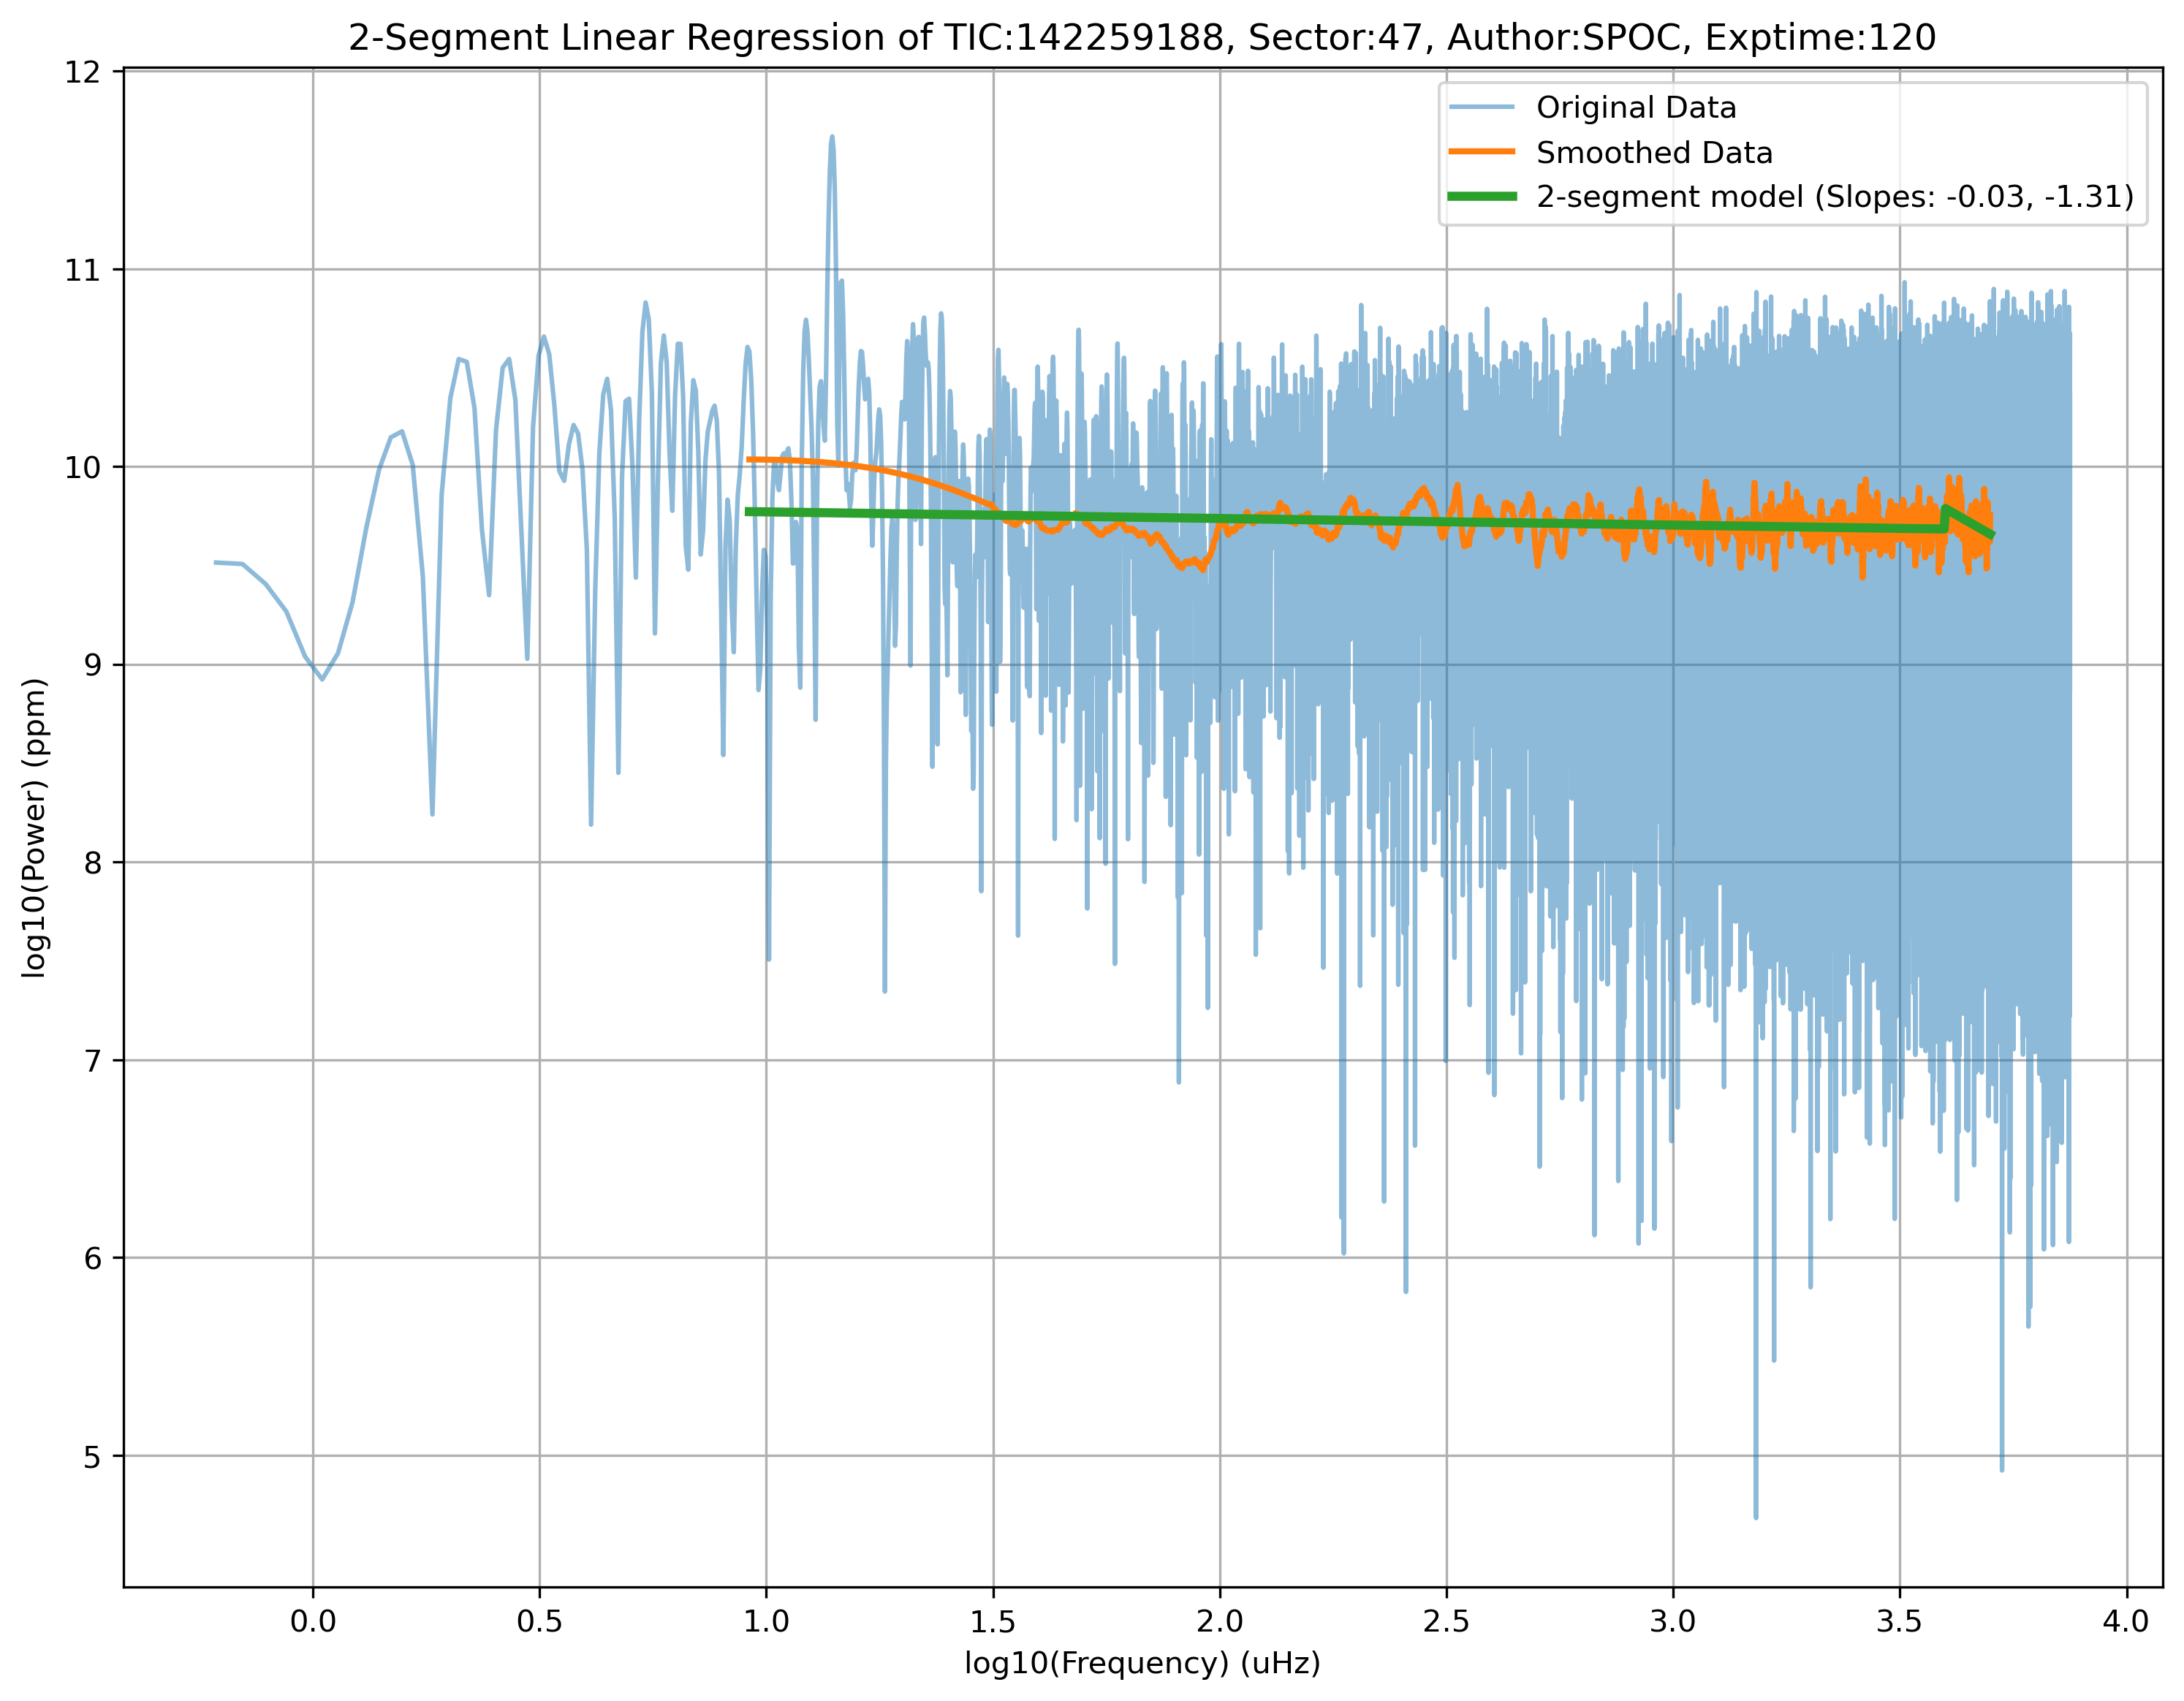 2-Segment Linear Regression of TIC:142259188, Sector:47, Author:SPOC, Exptime:120
Original Data
Smoothed Data
2-segment model (Slopes: -0.03, -1.31)
log10(Power) (ppm)
12
11
10
9
8
7
6
5
0.0 0.5 1.0 1.5 2.0 2.5 3.0 3.5 4.0
log10(Frequency) (uHz)